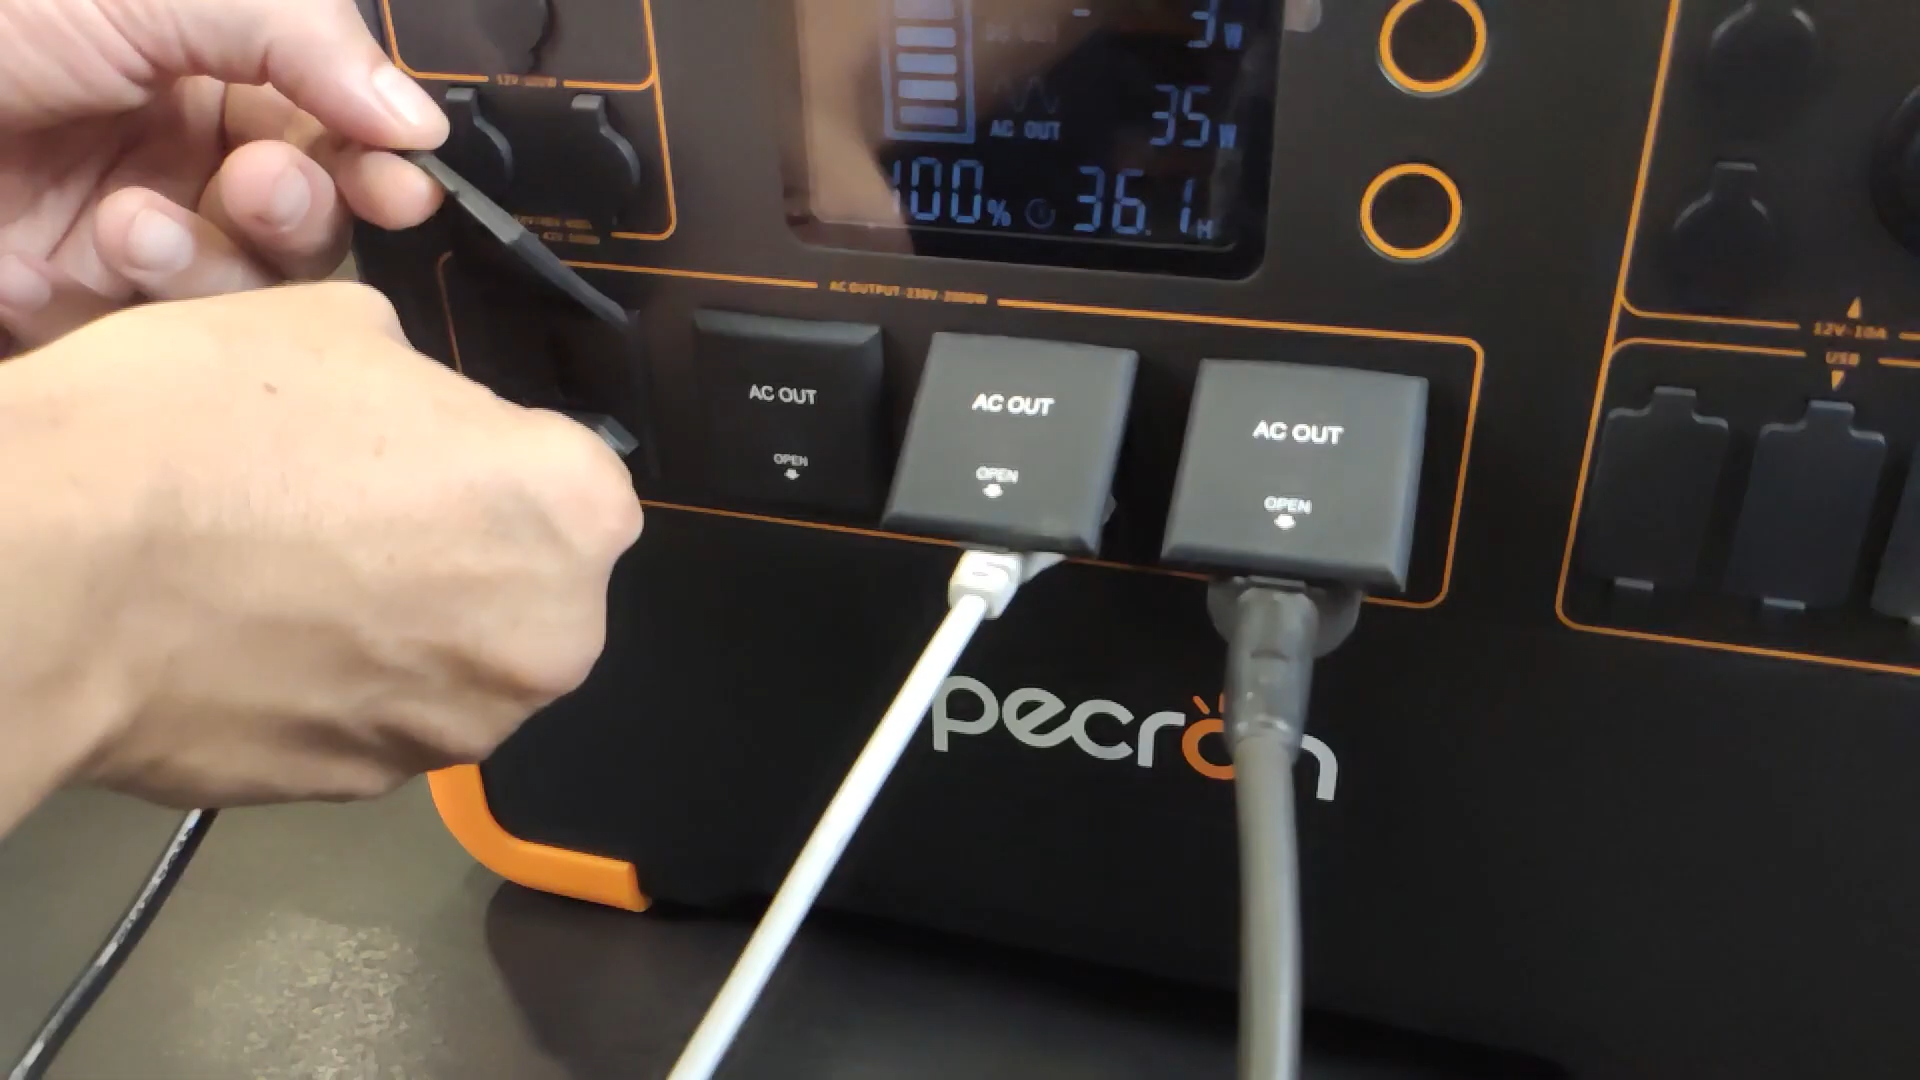 3W
AC OUT 35W
100% 36.1H
AC OUTPUT-230V-2000W
AC OUT
OPEN
AC OUT
OPEN
AC OUT
OPEN
12V-10A
USB
pecron